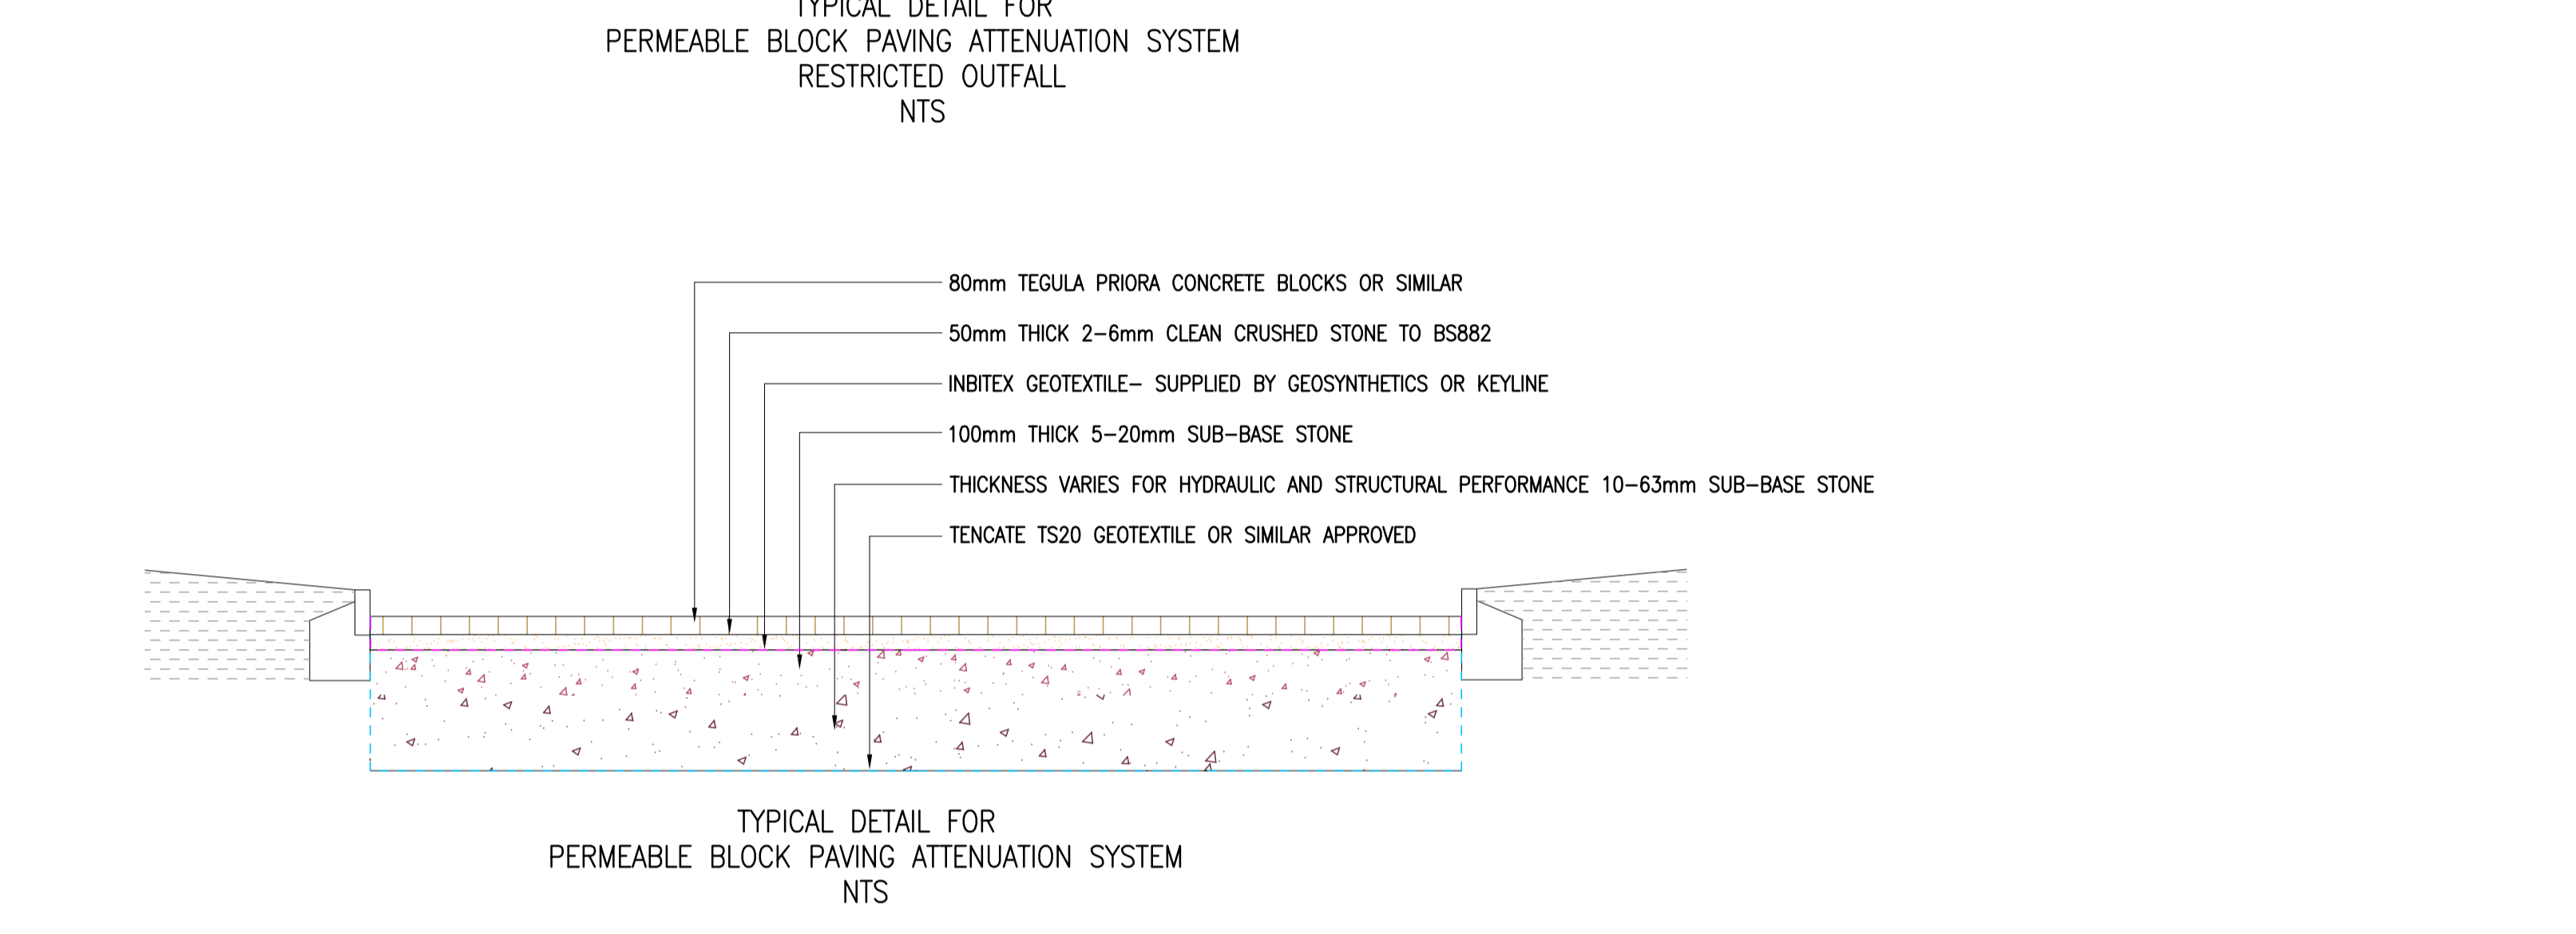 TYPICAL DETAIL FOR
PERMEABLE BLOCK PAVING ATTENUATION SYSTEM
RESTRICTED OUTFALL
NTS
80mm TEGULA PRIORA CONCRETE BLOCKS OR SIMILAR
50mm THICK 2-6mm CLEAN CRUSHED STONE TO BS882
INBITEX GEOTEXTILE- SUPPLIED BY GEOSYNTHETICS OR KEYLINE
100mm THICK 5-20mm SUB-BASE STONE
THICKNESS VARIES FOR HYDRAULIC AND STRUCTURAL PERFORMANCE 10-63mm SUB-BASE STONE
TENCATE TS20 GEOTEXTILE OR SIMILAR APPROVED
TYPICAL DETAIL FOR
PERMEABLE BLOCK PAVING ATTENUATION SYSTEM
NTS